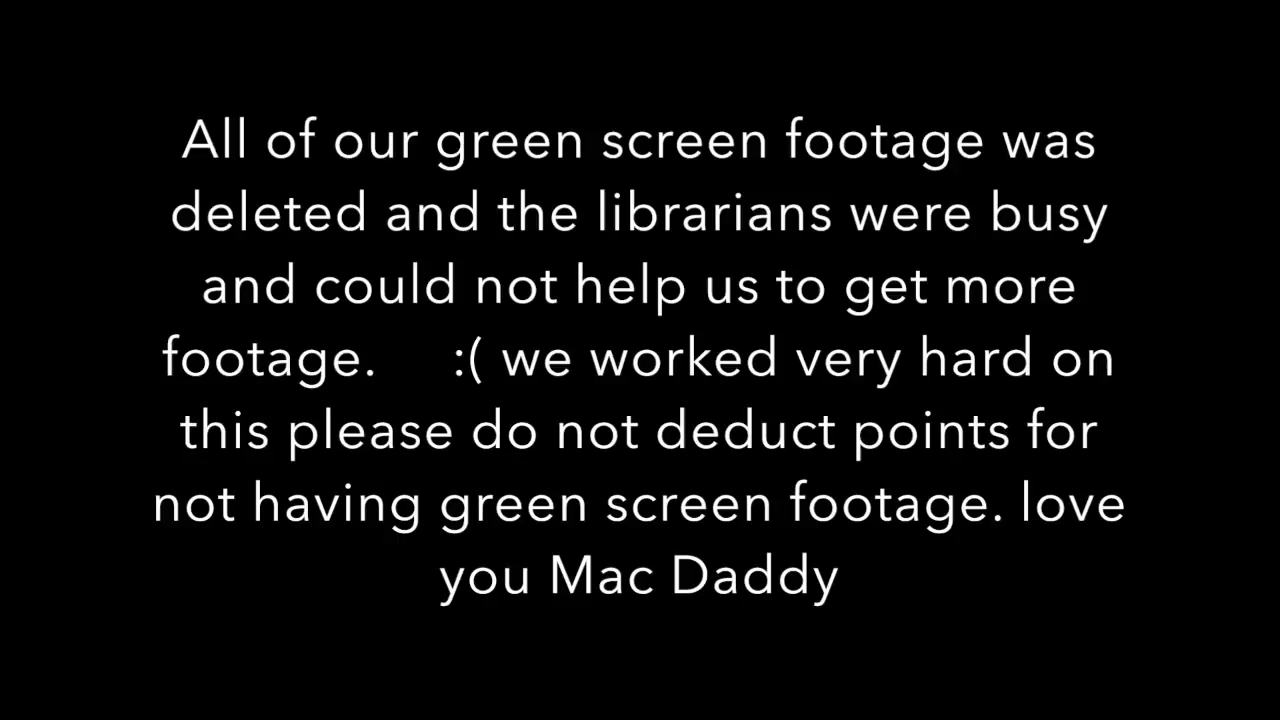 All of our green screen footage was
deleted and the librarians were busy
and could not help us to get more
footage.    :( we worked very hard on
this please do not deduct points for
not having green screen footage. love
you Mac Daddy